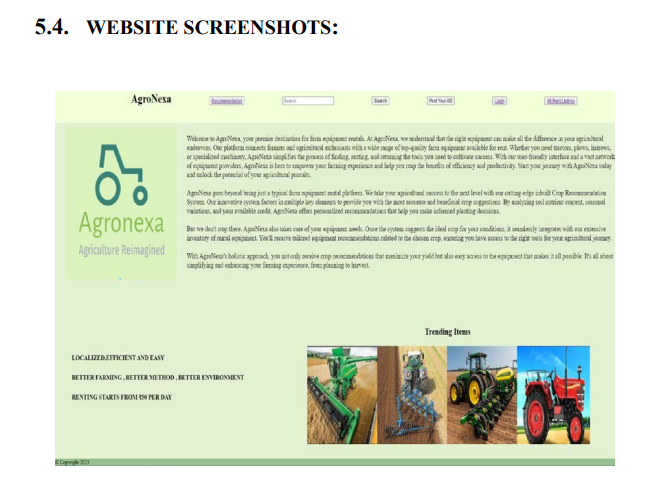 5.4. WEBSITE SCREENSHOTS:
AgroNexa
Recommendation
Search
Search
Post Your AD
Login
All Rent Listings
Agronexa
Agriculture Reimagined
Welcome to AgroNexa, your premier destination for farm equipment rentals. At AgroNexa, we understand that the right equipment can make all the difference in your agricultural
endeavors. Our platform connects farmers and agricultural enthusiasts with a wide range of top-quality farm equipment available for rent. Whether you need tractors, plows, harrows,
or specialized machinery, AgroNexa simplifies the process of finding, renting, and returning the tools you need to cultivate success. With our user-friendly interface and a vast network
of equipment providers, AgroNexa is here to empower your farming experience and help you reap the benefits of efficiency and productivity. Start your journey with AgroNexa today
and unlock the potential of your agricultural pursuits.
AgroNexa goes beyond being just a typical farm equipment rental platform. We take your agricultural success to the next level with our cutting-edge inbuilt Crop Recommendation
System. Our innovative system factors in multiple key elements to provide you with the most accurate and beneficial crop suggestions. By analyzing soil nutrient content, seasonal
variations, and your available credit, AgroNexa offers personalized recommendations that help you make informed planting decisions.
But we don't stop there. AgroNexa also takes care of your equipment needs. Once the system suggests the ideal crop for your conditions, it seamlessly integrates with our extensive
inventory of rental equipment. You'll receive tailored equipment recommendations related to the chosen crop, ensuring you have access to the right tools for your agricultural journey.
With AgroNexa's holistic approach, you not only receive crop recommendations that maximize your yield but also easy access to the equipment that makes it all possible. It's all about
simplifying and enhancing your farming experience, from planning to harvest.
Trending Items
LOCALIZED,EFFICIENT AND EASY
BETTER FARMING , BETTER METHOD , BETTER ENVIRONMENT
RENTING STARTS FROM ₹50 PER DAY
© Copyright 2023